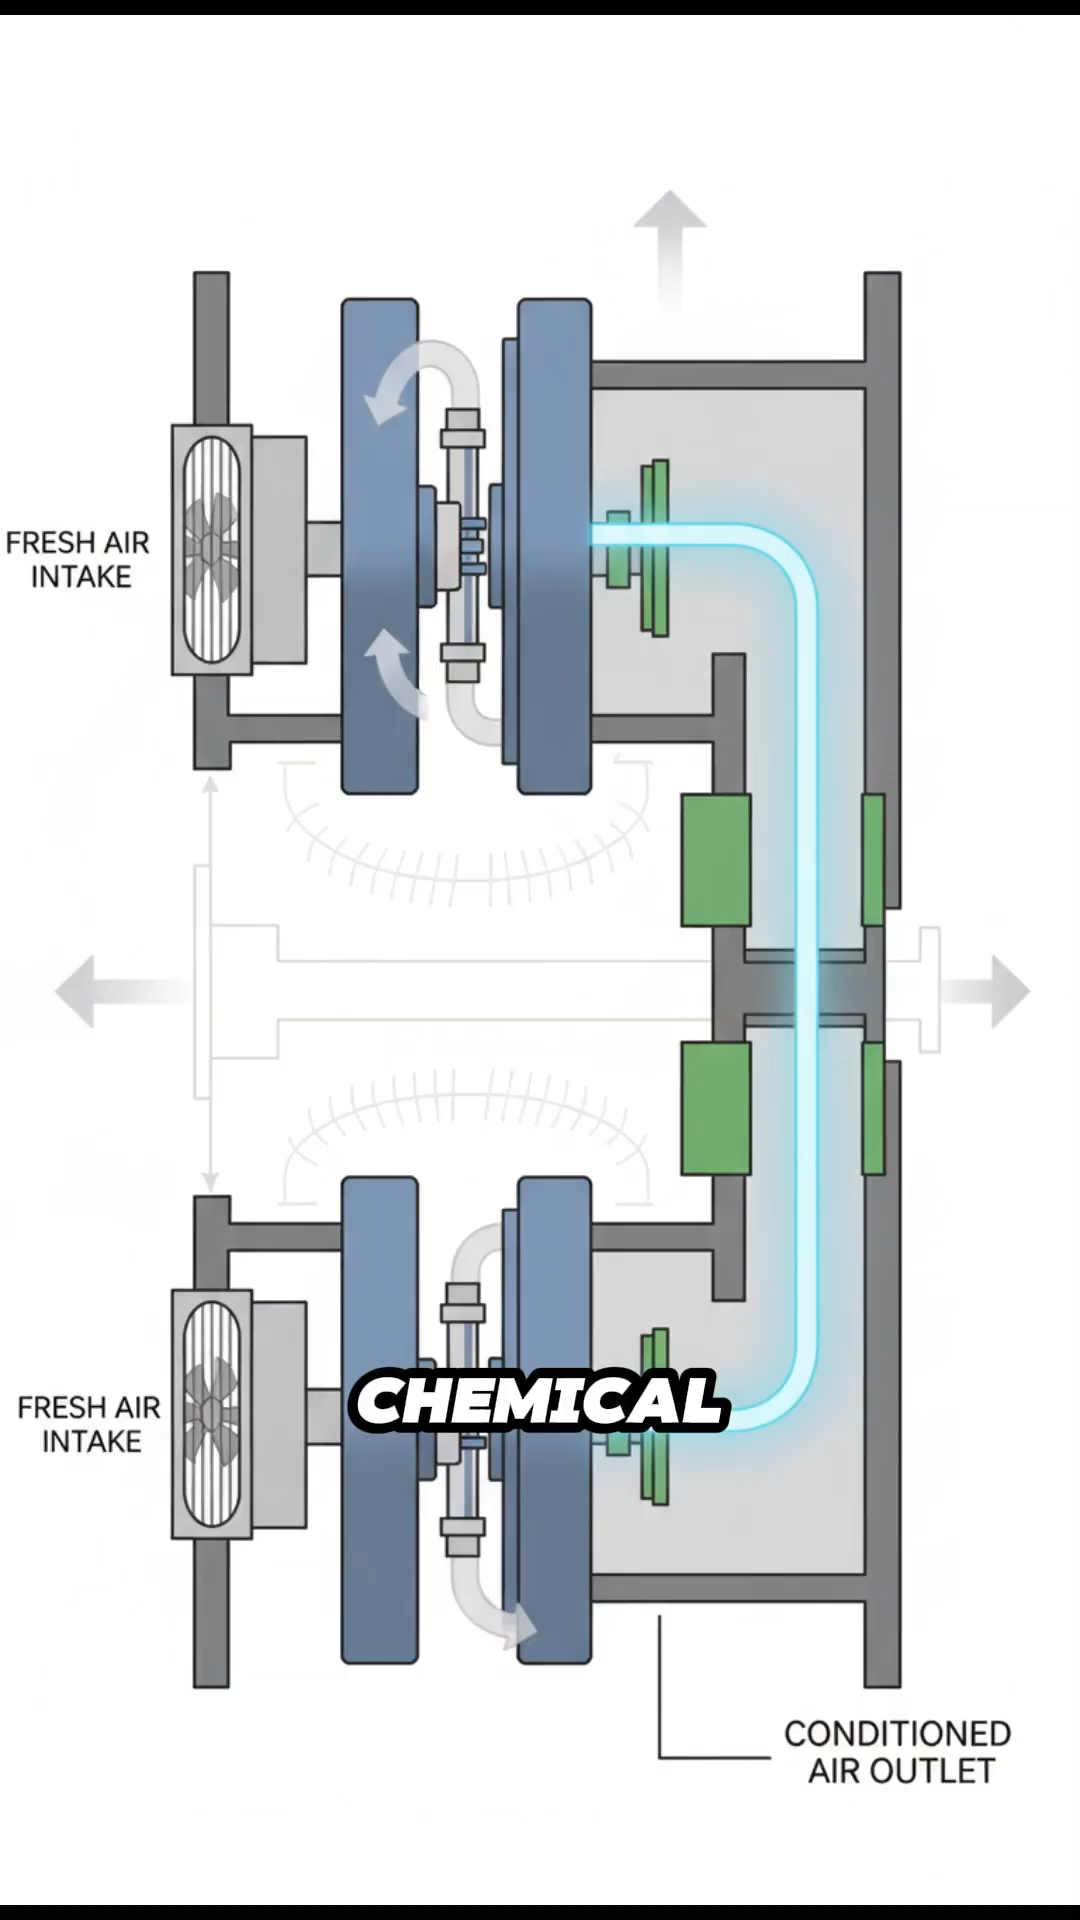 FRESH AIR
INTAKE
FRESH AIR
INTAKE
CHEMICAL
CONDITIONED
AIR OUTLET